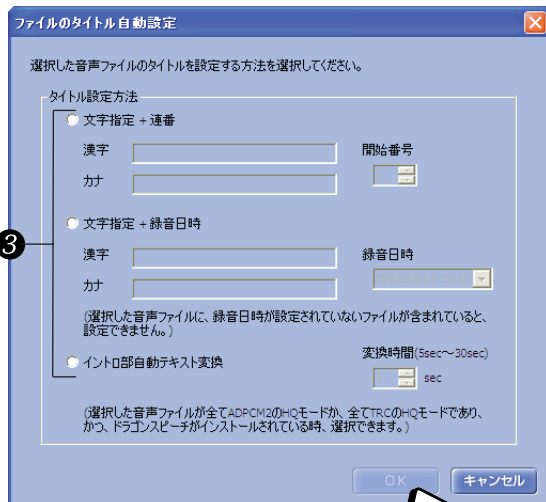 ファイルのタイトル自動設定
選択した音声ファイルのタイトルを設定する方法を選択してください。
タイトル設定方法
文字指定 + 連番
漢字
開始番号
カナ
文字指定 + 録音日時
3
漢字
録音日時
カナ
(選択した音声ファイルに、録音日時が設定されていないファイルが含まれていると、
設定できません。)
変換時間(5sec～30sec)
イントロ部自動テキスト変換
sec
(選択した音声ファイルが全てADPCM2のHQモードか、全てTRCのHQモードであり、
かつ、ドラゴンスピーチがインストールされている時、選択できます。)
OK
キャンセル